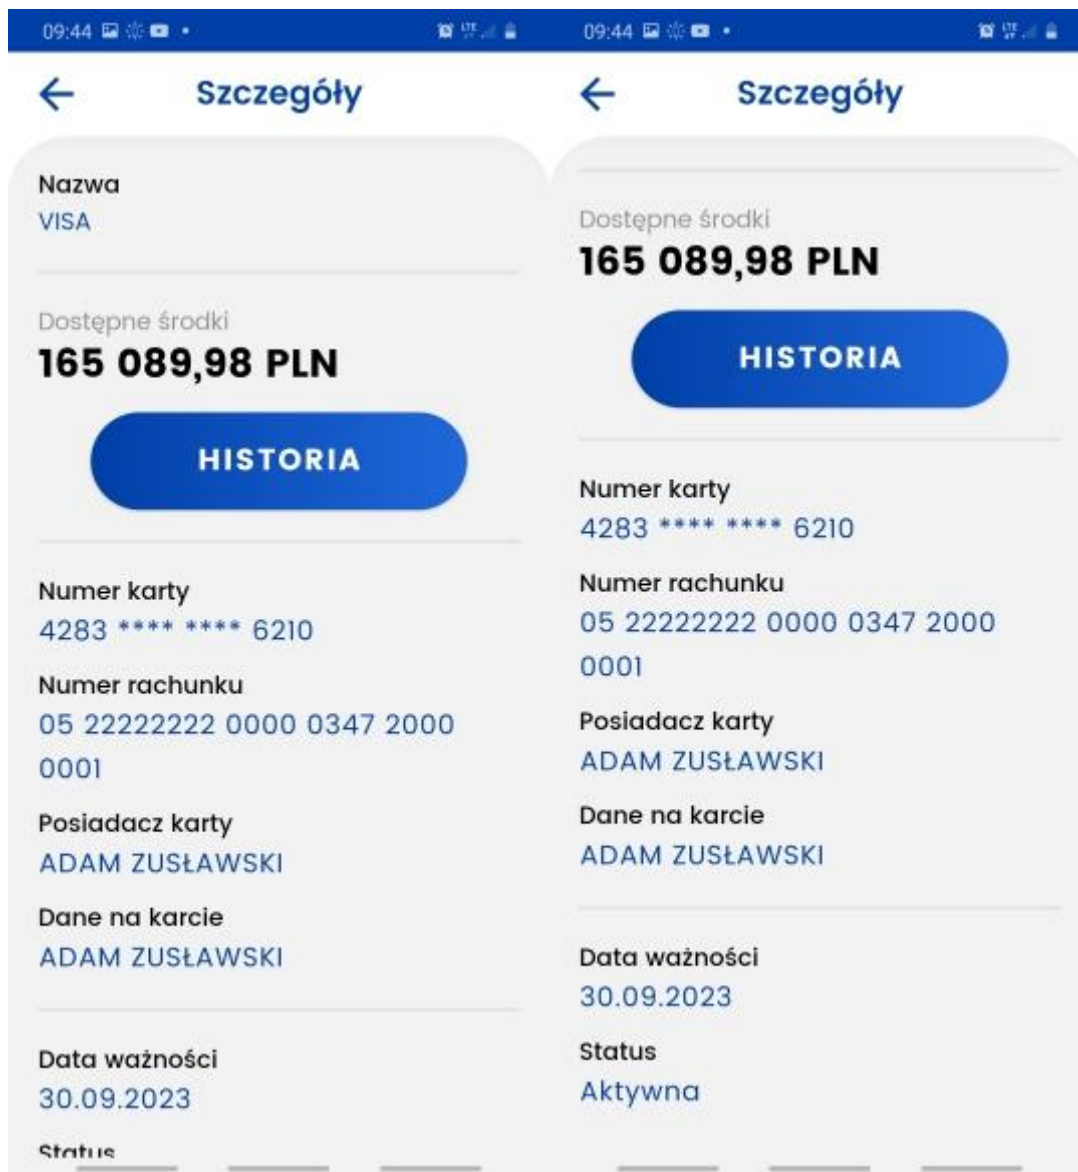 09:44
Szczegóły
Nazwa
VISA
Dostępne środki
165 089,98 PLN
HISTORIA
Numer karty
4283 **** **** 6210
Numer rachunku
05 22222222 0000 0347 2000
0001
Posiadacz karty
ADAM ZUSŁAWSKI
Dane na karcie
ADAM ZUSŁAWSKI
Data ważności
30.09.2023
Status
09:44
Szczegóły
Dostępne środki
165 089,98 PLN
HISTORIA
Numer karty
4283 **** **** 6210
Numer rachunku
05 22222222 0000 0347 2000
0001
Posiadacz karty
ADAM ZUSŁAWSKI
Dane na karcie
ADAM ZUSŁAWSKI
Data ważności
30.09.2023
Status
Aktywna